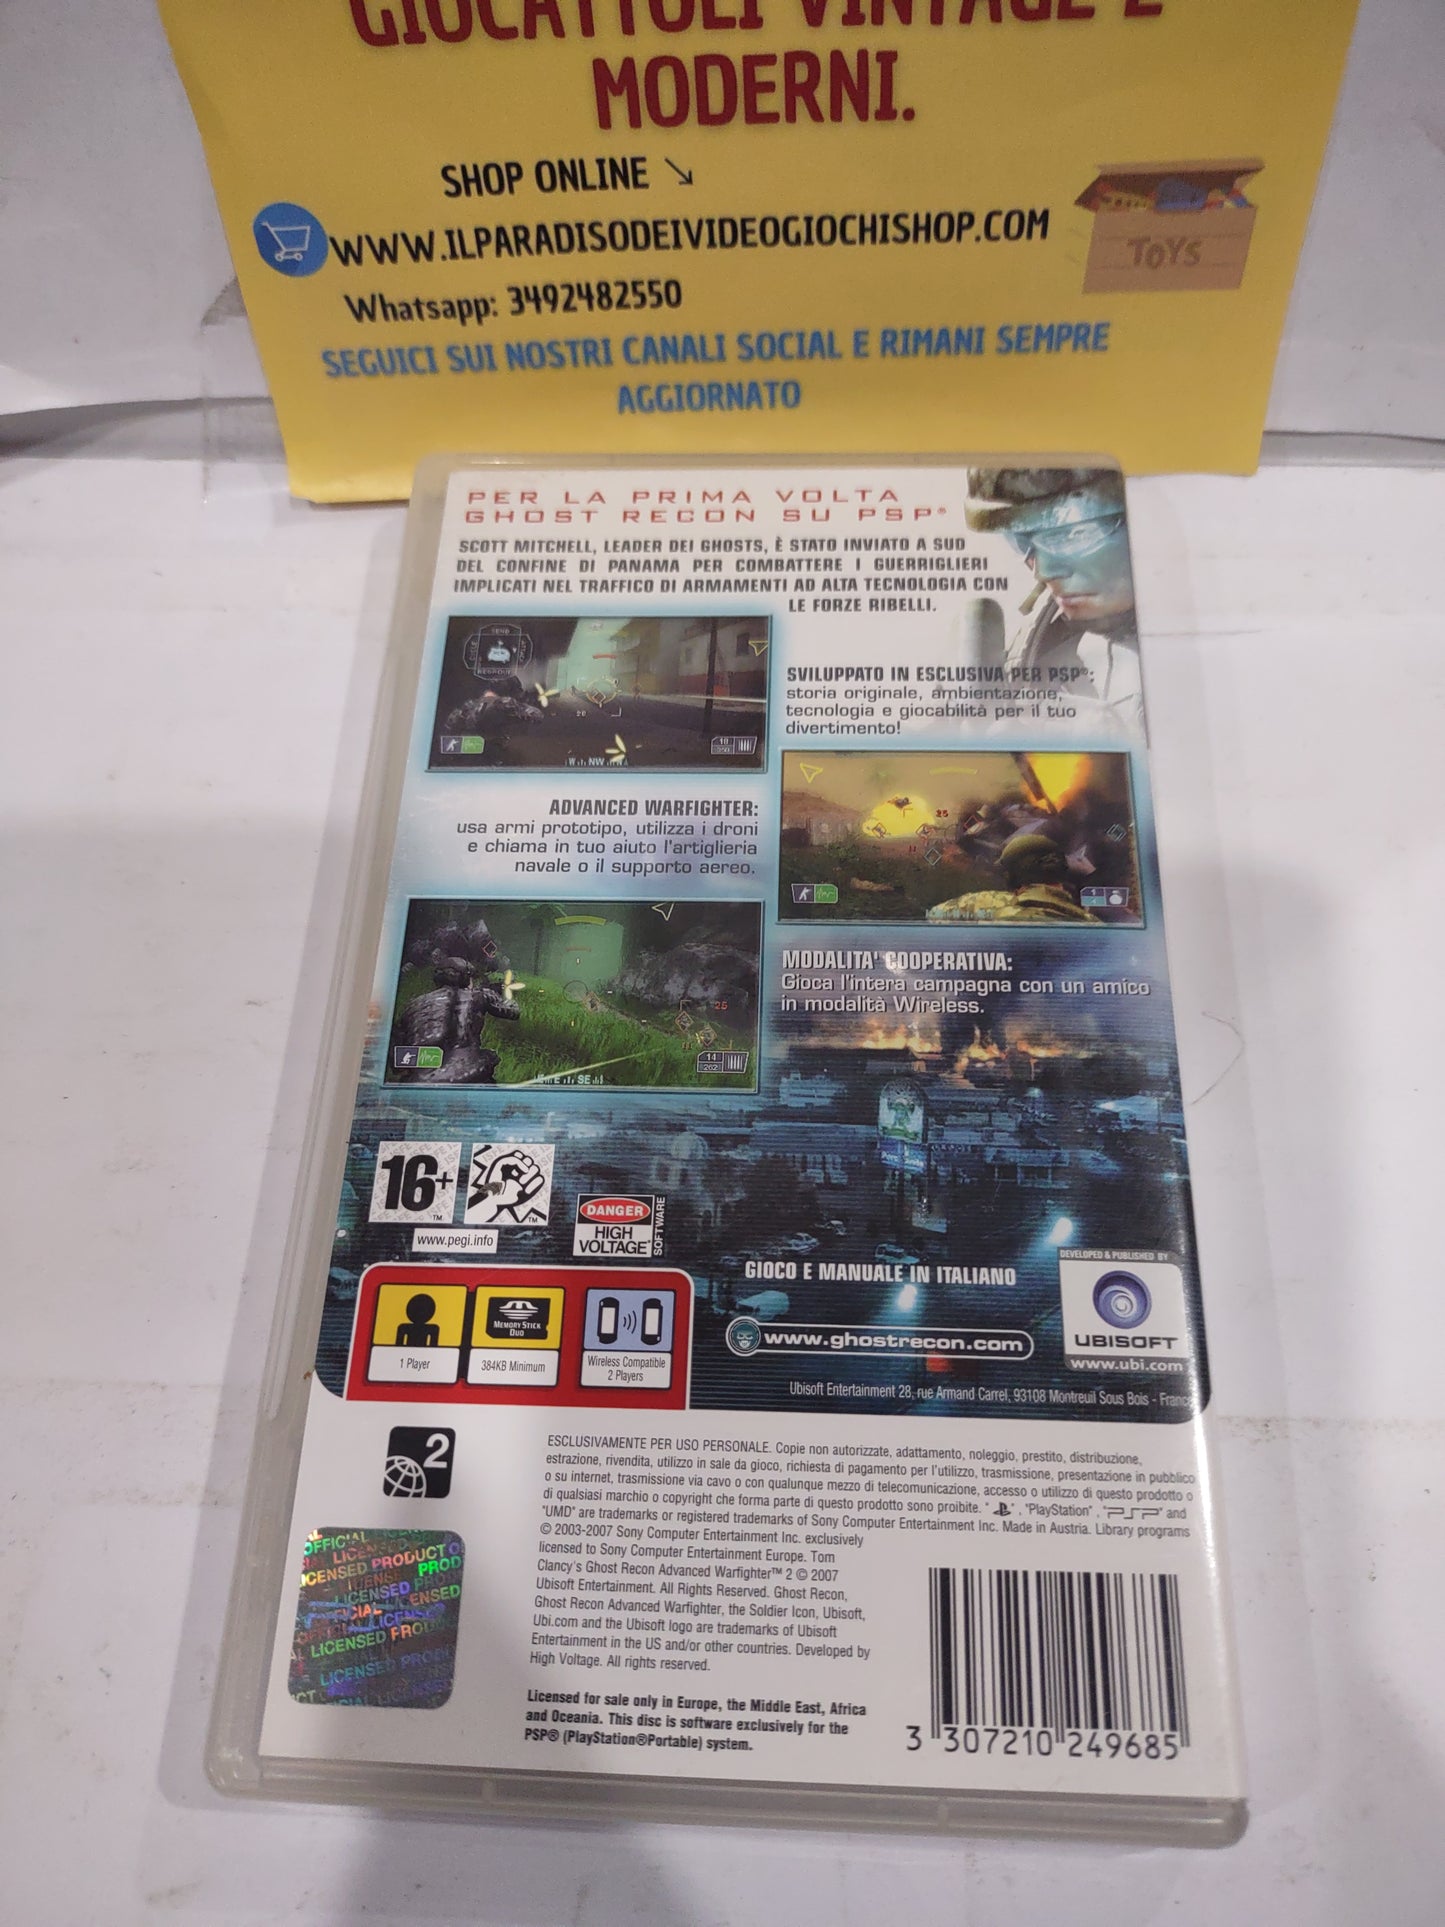 GIOCATTOLI VINTAGE E
MODERNI.
SHOP ONLINE ↘
WWW.ILPARADISODEIVIDEOGIOCHISHOP.COM
TOYS
Whatsapp: 3492482550
SEGUICI SUI NOSTRI CANALI SOCIAL E RIMANI SEMPRE
AGGIORNATO
PER LA PRIMA VOLTA
GHOST RECON SU PSP®
SCOTT MITCHELL, LEADER DEI GHOSTS, È STATO INVIATO A SUD
DEL CONFINE DI PANAMA PER COMBATTERE I GUERRIGLIERI
IMPLICATI NEL TRAFFICO DI ARMAMENTI AD ALTA TECNOLOGIA CON
LE FORZE RIBELLI.
SVILUPPATO IN ESCLUSIVA PER PSP®:
storia originale, ambientazione,
tecnologia e giocabilità per il tuo
divertimento!
ADVANCED WARFIGHTER:
usa armi prototipo, utilizza i droni
e chiama in tuo aiuto l'artiglieria
navale o il supporto aereo.
MODALITA' COOPERATIVA:
Gioca l'intera campagna con un amico
in modalità Wireless.
16+
TM
TM
www.pegi.info
DANGER
HIGH
VOLTAGE
SOFTWARE
GIOCO E MANUALE IN ITALIANO
DEVELOPED & PUBLISHED BY
UBISOFT
www.ubi.com
www.ghostrecon.com
1 Player
MEMORY STICK
DUO
384KB Minimum
Wireless Compatible
2 Players
Ubisoft Entertainment 28, rue Armand Carrel, 93108 Montreuil Sous Bois - France
2
ESCLUSIVAMENTE PER USO PERSONALE. Copie non autorizzate, adattamento, noleggio, prestito, distribuzione,
estrazione, rivendita, utilizzo in sale da gioco, richiesta di pagamento per l'utilizzo, trasmissione, presentazione in pubblico
o su internet, trasmissione via cavo o con qualunque mezzo di telecomunicazione, accesso o utilizzo di questo prodotto o
di qualsiasi marchio o copyright che forma parte di questo prodotto sono proibite. " ", "PlayStation", "PSP" and
"UMD" are trademarks or registered trademarks of Sony Computer Entertainment Inc. Made in Austria. Library programs
© 2003-2007 Sony Computer Entertainment Inc. exclusively
licensed to Sony Computer Entertainment Europe. Tom
Clancy's Ghost Recon Advanced Warfighter™ 2 © 2007
Ubisoft Entertainment. All Rights Reserved. Ghost Recon,
Ghost Recon Advanced Warfighter, the Soldier Icon, Ubisoft,
Ubi.com and the Ubisoft logo are trademarks of Ubisoft
Entertainment in the US and/or other countries. Developed by
High Voltage. All rights reserved.
Licensed for sale only in Europe, the Middle East, Africa
and Oceania. This disc is software exclusively for the
PSP® (PlayStation®Portable) system.
OFFICIAL
LICENSED PRODUCT
3 307210 249685